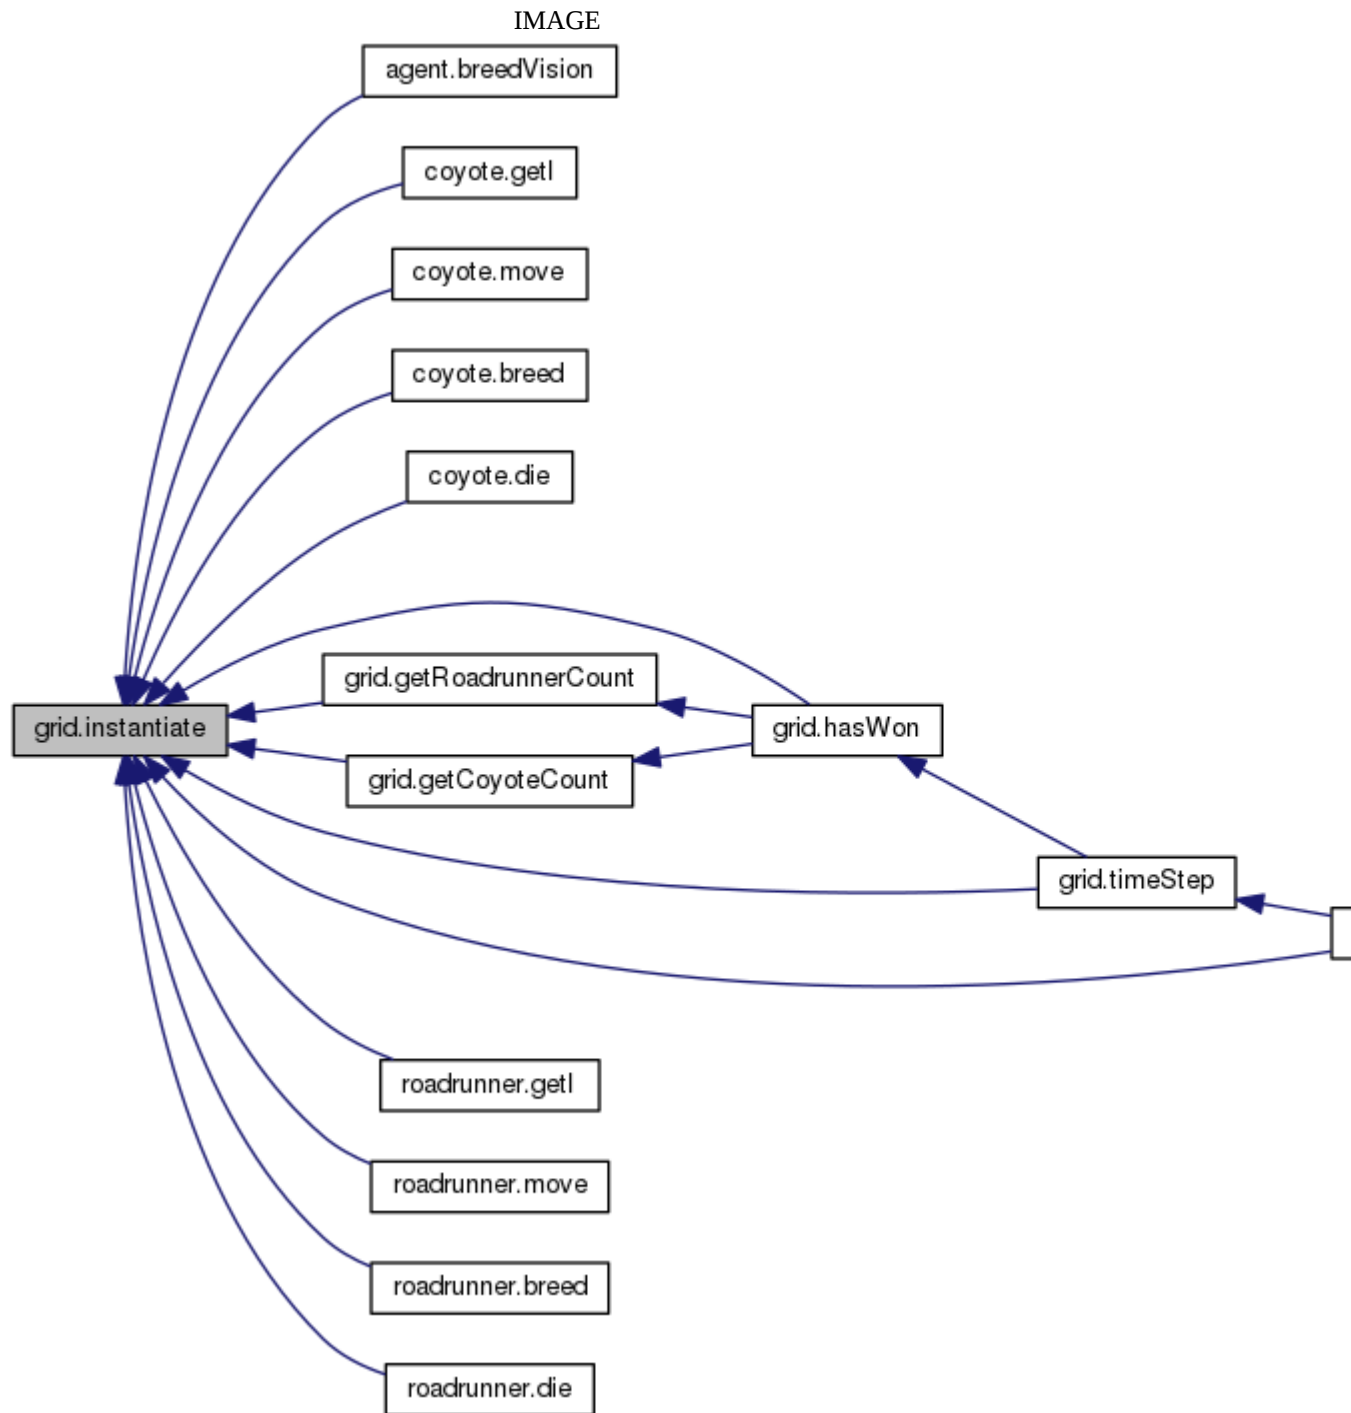 IMAGE
agent.breedVision
coyote.getI
coyote.move
coyote.breed
coyote.die
grid.getRoadrunnerCount
grid.instantiate
grid.hasWon
grid.getCoyoteCount
grid.timeStep
roadrunner.getI
roadrunner.move
roadrunner.breed
roadrunner.die